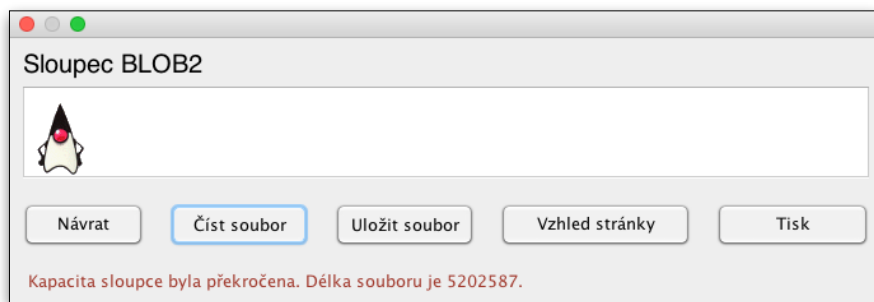 Sloupec BLOB2
Návrat Číst soubor Uložit soubor Vzhled stránky Tisk
Kapacita sloupce byla překročena. Délka souboru je 5202587.